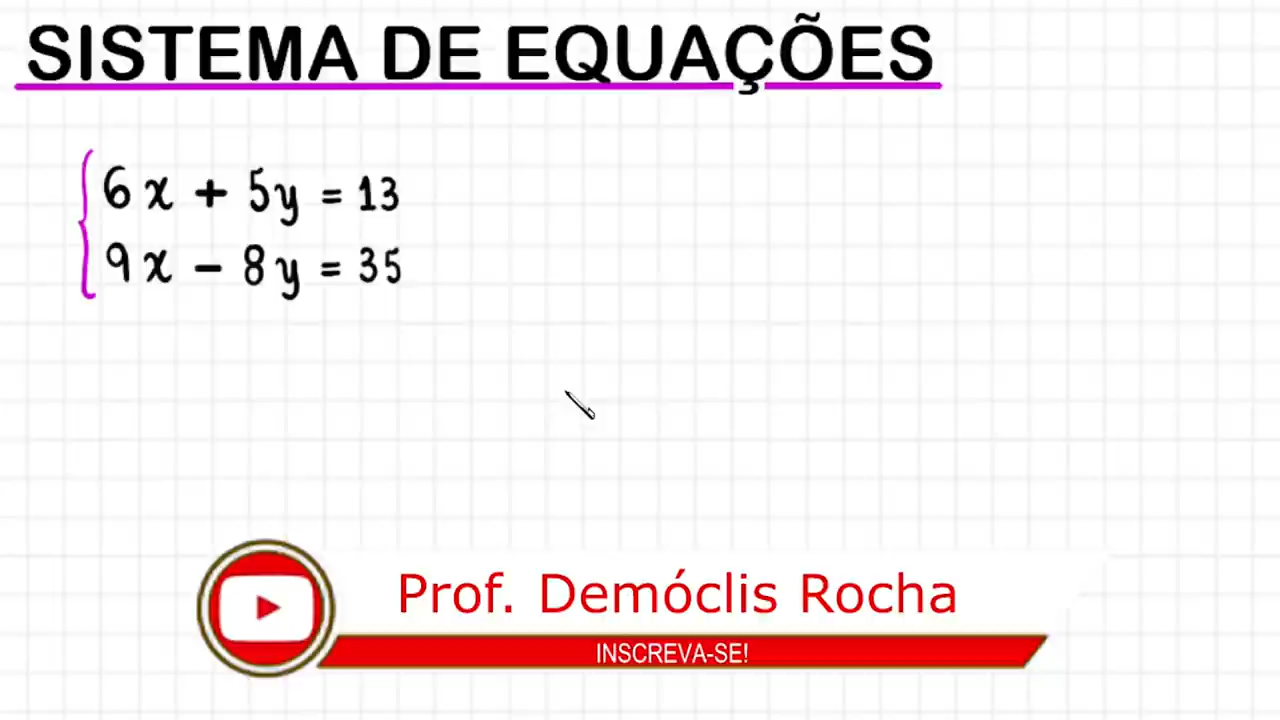 SISTEMA DE EQUAÇÕES
6x + 5y = 13
9x - 8y = 35
Prof. Demóclis Rocha
INSCREVA-SE!